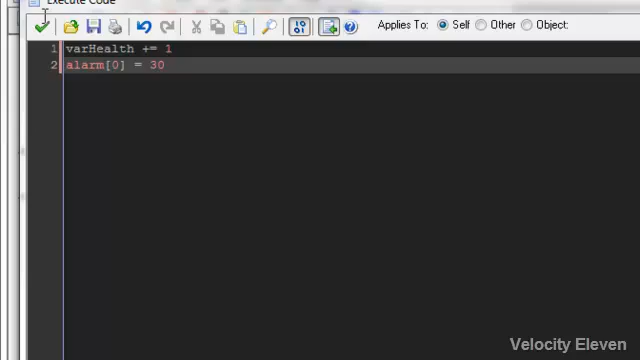 Execute Code
Applies To: Self Other Object:
1 varHealth += 1
2 alarm[0] = 30
Velocity Eleven